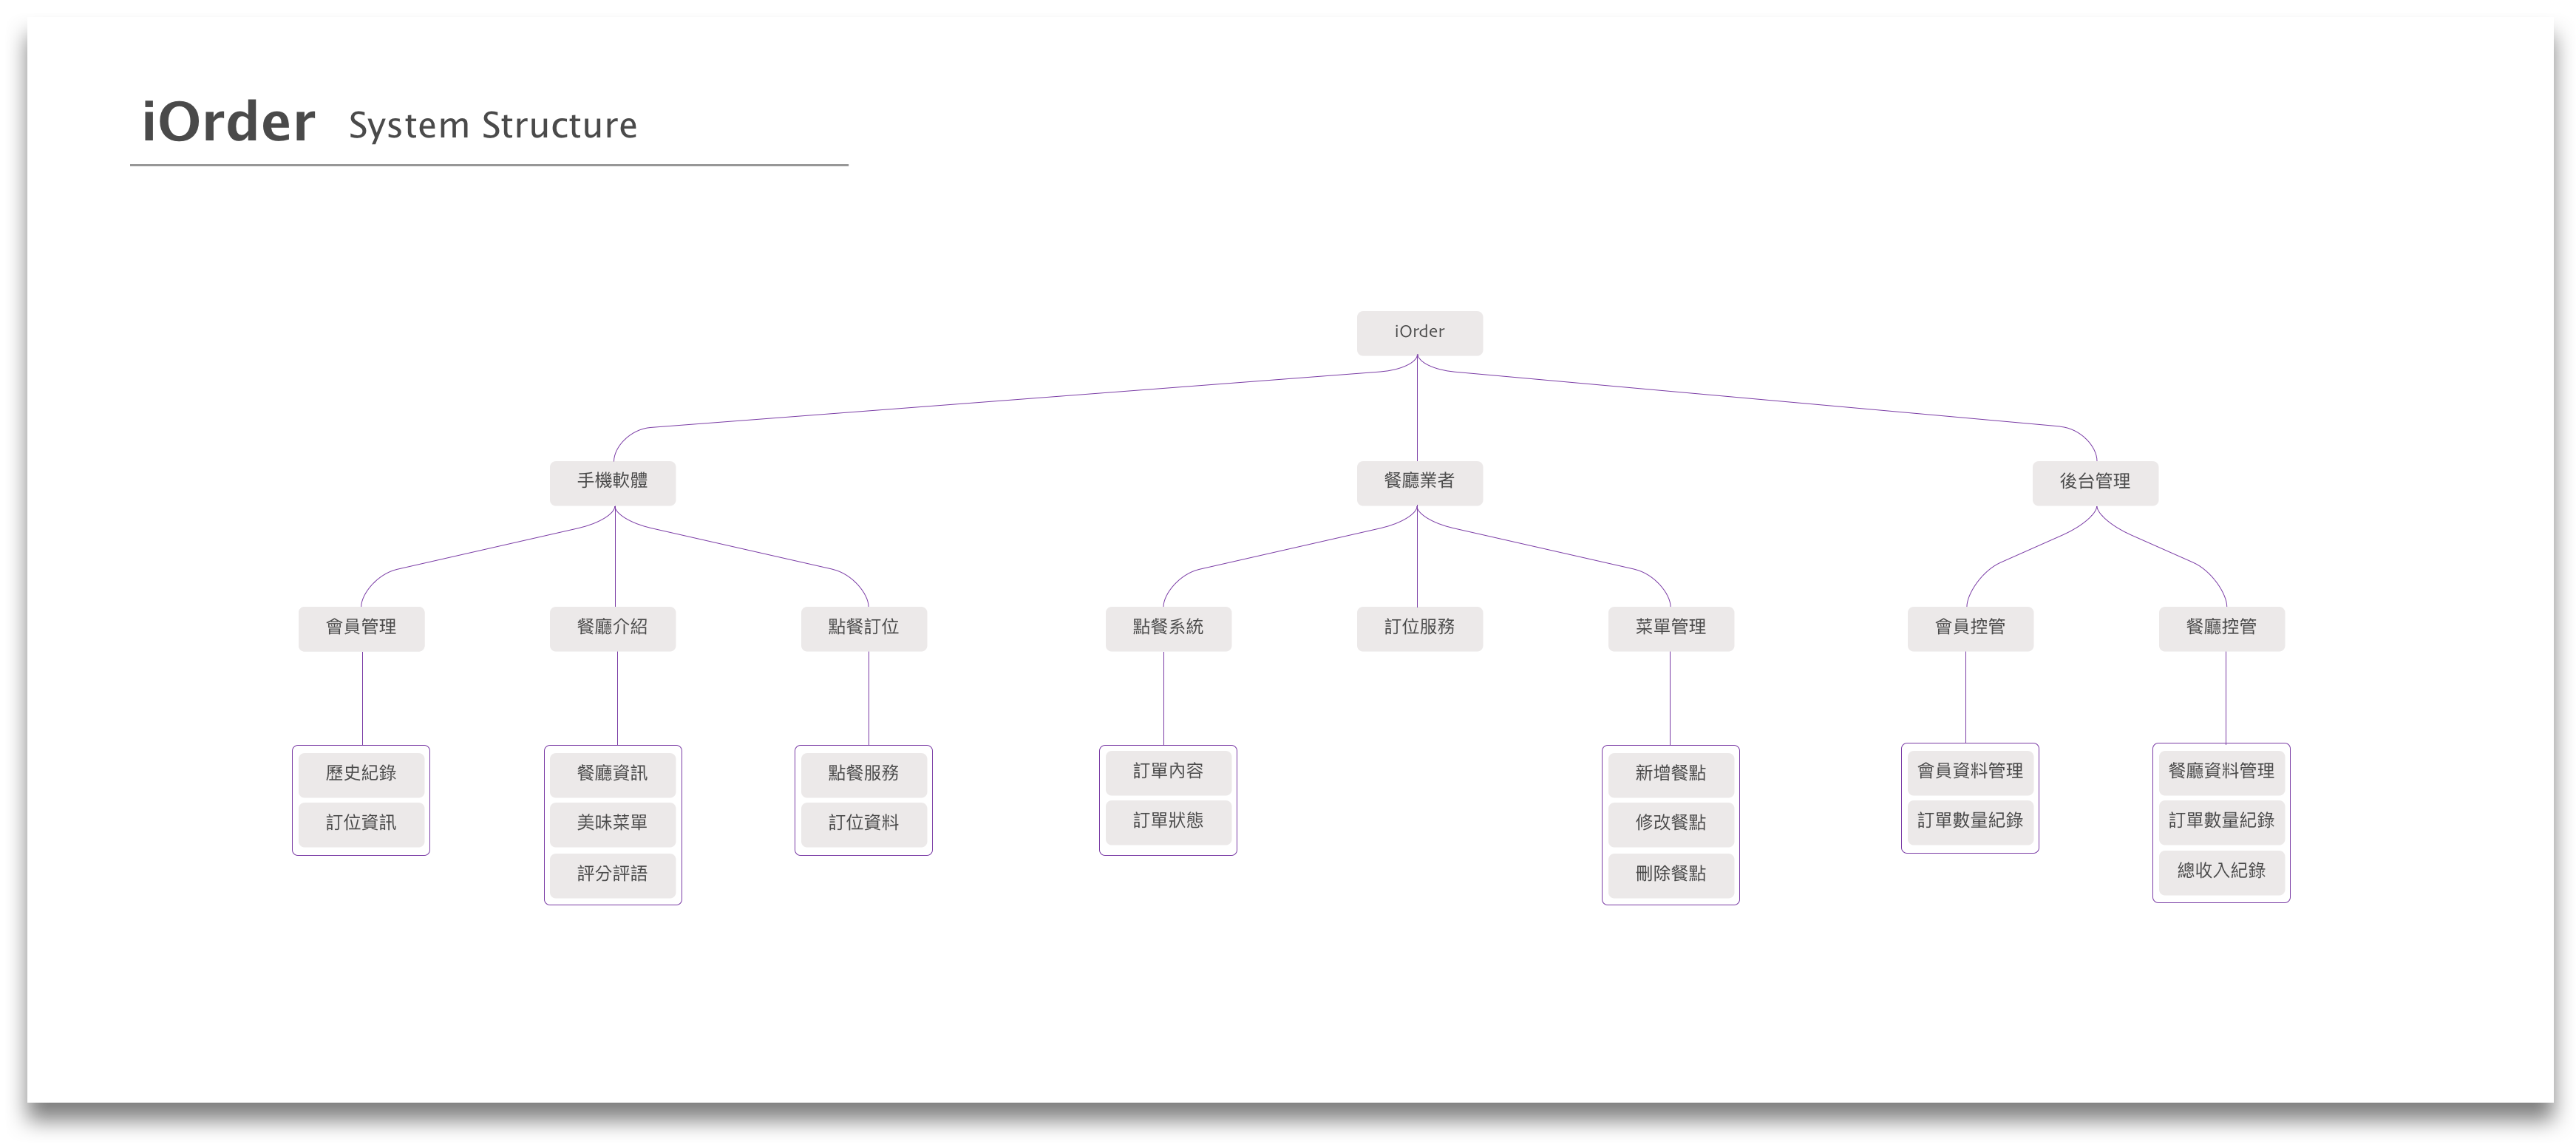 iOrder System Structure
iOrder
手機軟體
餐廳業者
後台管理
會員管理
餐廳介紹
點餐訂位
點餐系統
訂位服務
菜單管理
會員控管
餐廳控管
歷史紀錄
訂位資訊
餐廳資訊
美味菜單
評分評語
點餐服務
訂位資料
訂單內容
訂單狀態
新增餐點
修改餐點
刪除餐點
會員資料管理
訂單數量紀錄
餐廳資料管理
訂單數量紀錄
總收入紀錄